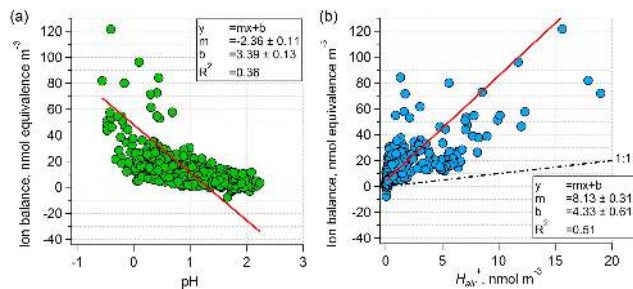 (a)
Ion balance, nmol equivalence m⁻³
120
100
80
60
40
20
0
-20
-40
y =mx+b
m =-2.36 ± 0.11
b =3.39 ± 0.13
R² =0.36
-1
0
1
2
3
pH
(b)
Ion balance, nmol equivalence m⁻³
120
100
80
60
40
20
0
-20
-40
1:1
y =mx+b
m =8.13 ± 0.31
b =4.33 ± 0.61
R² =0.51
0
5
10
15
20
H⁺air, nmol m⁻³